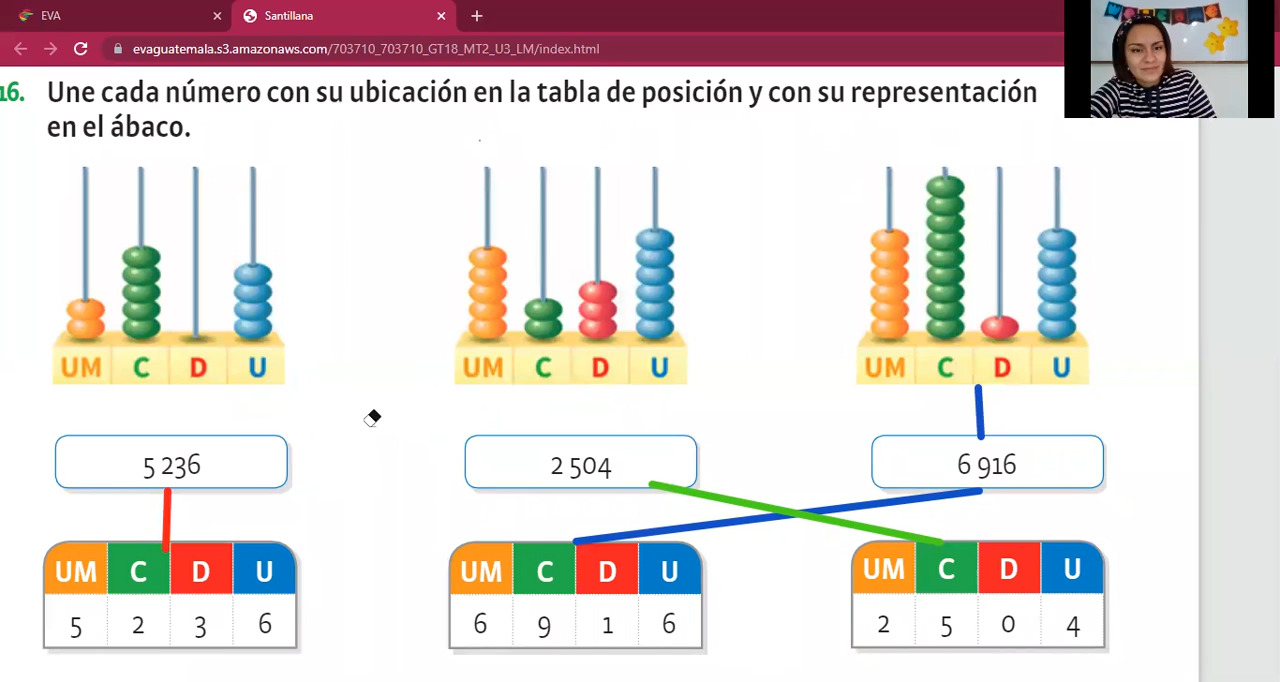 EVA
Santillana
evaguatemala.s3.amazonaws.com/703710_703710_GT18_MT2_U3_LM/index.html
16. Une cada número con su ubicación en la tabla de posición y con su representación
en el ábaco.
UM C D U
UM C D U
UM C D U
5 236
2 504
6 916
UM C D U
5 2 3 6
UM C D U
6 9 1 6
UM C D U
2 5 0 4